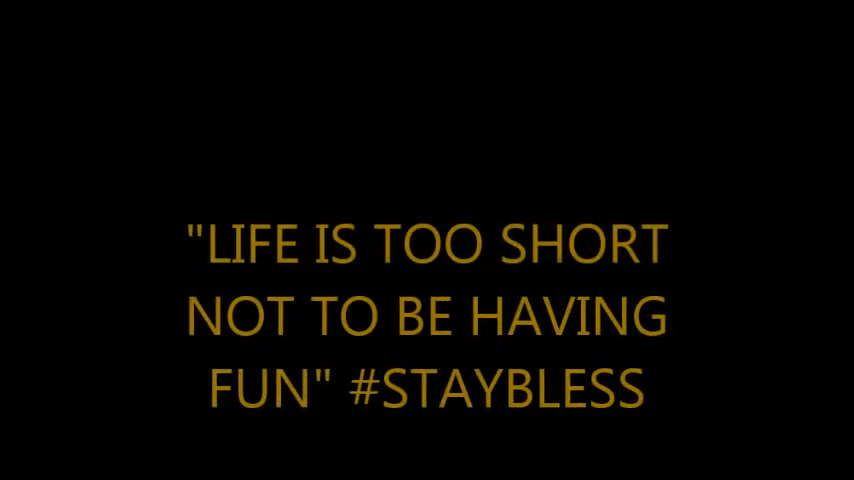 "LIFE IS TOO SHORT
NOT TO BE HAVING
FUN" #STAYBLESS